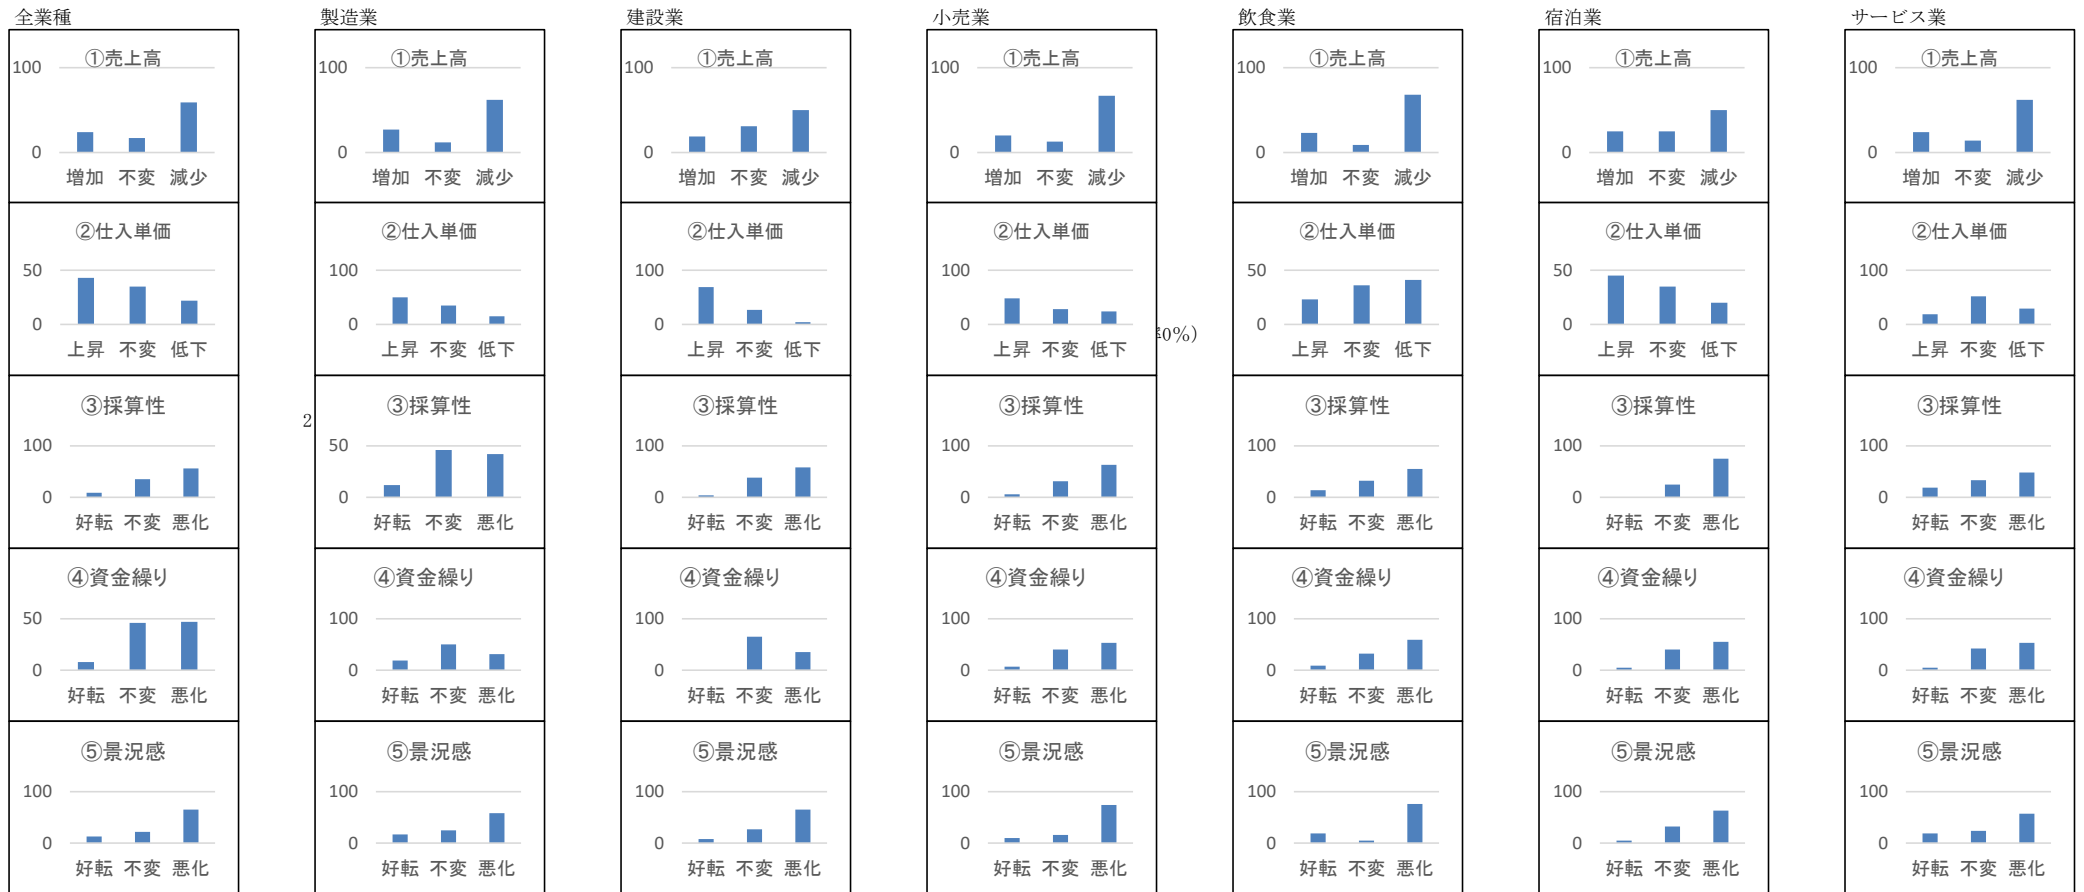 全業種 製造業 建設業 小売業 飲食業 宿泊業 サービス業
①売上高 ①売上高 ①売上高 ①売上高 ①売上高 ①売上高 ①売上高
100 100 100 100 100 100 100
0 0 0 0 0 0 0
増加 不変 減少 増加 不変 減少 増加 不変 減少 増加 不変 減少 増加 不変 減少 増加 不変 減少 増加 不変 減少
②仕入単価 ②仕入単価 ②仕入単価 ②仕入単価 ②仕入単価 ②仕入単価 ②仕入単価
50 100 100 100 50 50 100
0 0 0 0 0 0 0
0%)
上昇 不変 低下 上昇 不変 低下 上昇 不変 低下 上昇 不変 低下 上昇 不変 低下 上昇 不変 低下 上昇 不変 低下
③採算性 ③採算性 ③採算性 ③採算性 ③採算性 ③採算性 ③採算性
2
100 50 100 100 100 100 100
0 0 0 0 0 0 0
好転 不変 悪化 好転 不変 悪化 好転 不変 悪化 好転 不変 悪化 好転 不変 悪化 好転 不変 悪化 好転 不変 悪化
④資金繰り ④資金繰り ④資金繰り ④資金繰り ④資金繰り ④資金繰り ④資金繰り
50 100 100 100 100 100 100
0 0 0 0 0 0 0
好転 不変 悪化 好転 不変 悪化 好転 不変 悪化 好転 不変 悪化 好転 不変 悪化 好転 不変 悪化 好転 不変 悪化
⑤景況感 ⑤景況感 ⑤景況感 ⑤景況感 ⑤景況感 ⑤景況感 ⑤景況感
100 100 100 100 100 100 100
0 0 0 0 0 0 0
好転 不変 悪化 好転 不変 悪化 好転 不変 悪化 好転 不変 悪化 好転 不変 悪化 好転 不変 悪化 好転 不変 悪化